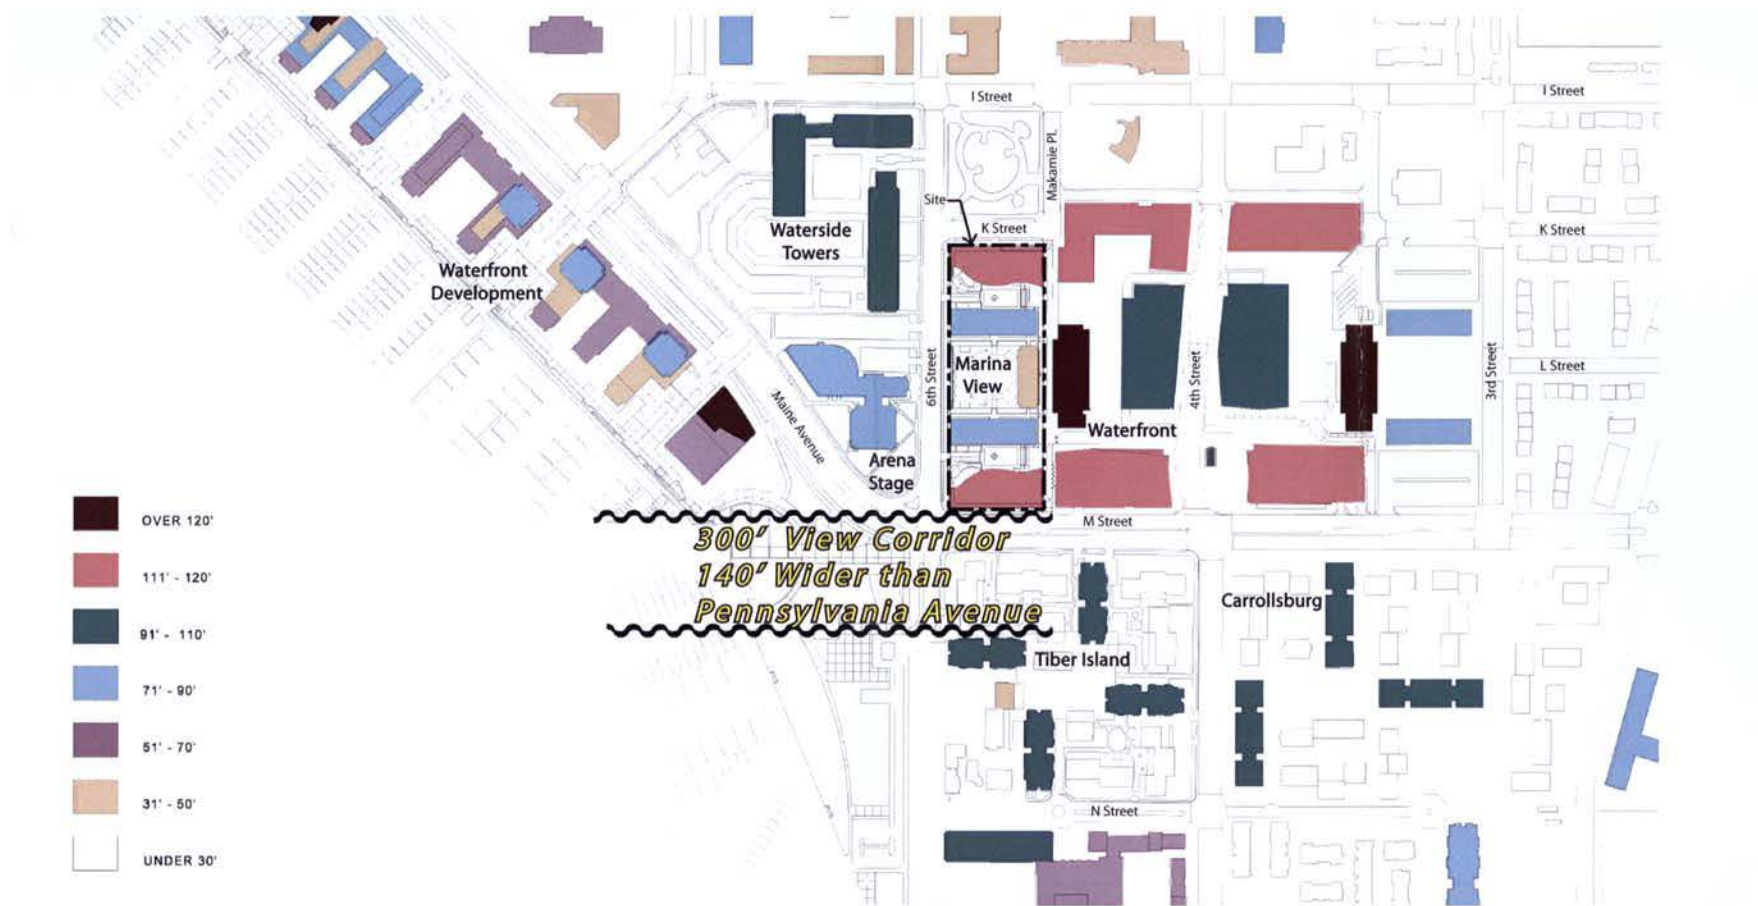 I Street
I Street
Makamie Pl.
Site
K Street
K Street
Waterside
Towers
Waterfront
Development
Marina
View
6th Street
4th Street
3rd Street
L Street
Maine Avenue
Waterfront
Arena
Stage
M Street
300' View Corridor
140' Wider than
Pennsylvania Avenue
Carrollsburg
Tiber Island
N Street
OVER 120'
111' - 120'
91' - 110'
71' - 90'
51' - 70'
31' - 50'
UNDER 30'